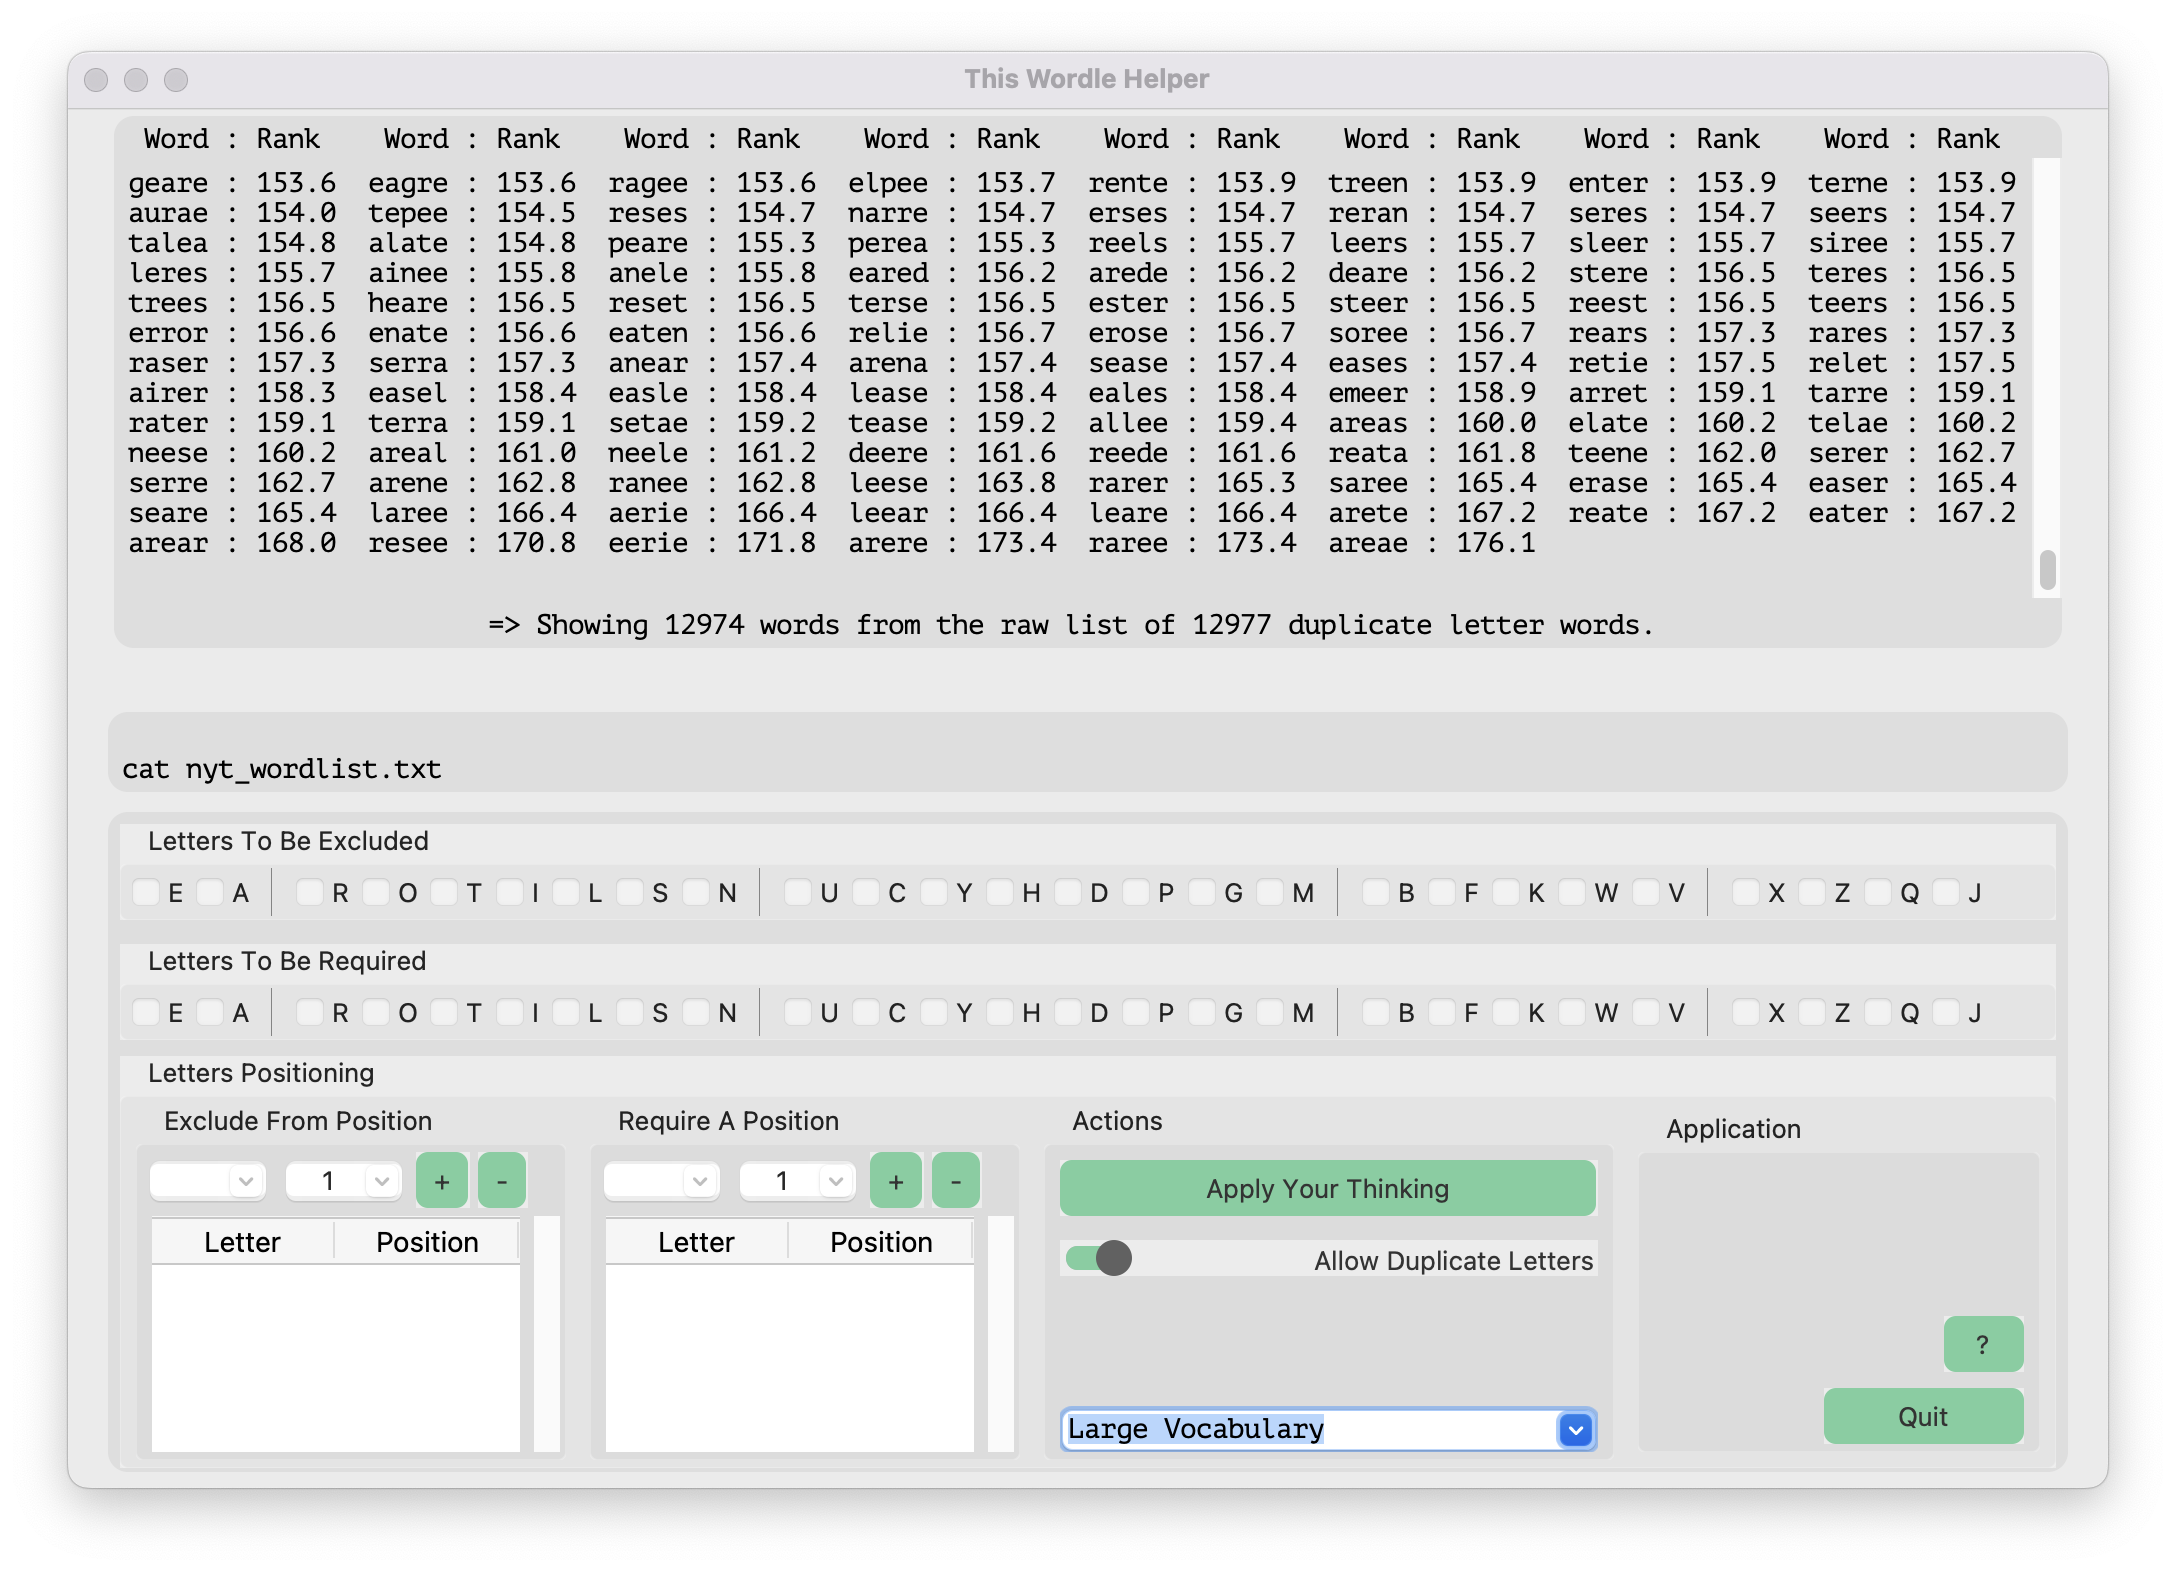 This Wordle Helper
Word : Rank Word : Rank Word : Rank Word : Rank Word : Rank Word : Rank Word : Rank Word : Rank
geare : 153.6 eagre : 153.6 ragee : 153.6 elpee : 153.7 rente : 153.9 treen : 153.9 enter : 153.9 terne : 153.9
aurae : 154.0 tepee : 154.5 reses : 154.7 narre : 154.7 erses : 154.7 reran : 154.7 seres : 154.7 seers : 154.7
talea : 154.8 alate : 154.8 peare : 155.3 perea : 155.3 reels : 155.7 leers : 155.7 sleer : 155.7 siree : 155.7
leres : 155.7 ainee : 155.8 anele : 155.8 eared : 156.2 arede : 156.2 deare : 156.2 stere : 156.5 teres : 156.5
trees : 156.5 heare : 156.5 reset : 156.5 terse : 156.5 ester : 156.5 steer : 156.5 reest : 156.5 teers : 156.5
error : 156.6 enate : 156.6 eaten : 156.6 relie : 156.7 erose : 156.7 soree : 156.7 rears : 157.3 rares : 157.3
raser : 157.3 serra : 157.3 anear : 157.4 arena : 157.4 sease : 157.4 eases : 157.4 retie : 157.5 relet : 157.5
airer : 158.3 easel : 158.4 easle : 158.4 lease : 158.4 eales : 158.4 emeer : 158.9 arret : 159.1 tarre : 159.1
rater : 159.1 terra : 159.1 setae : 159.2 tease : 159.2 allee : 159.4 areas : 160.0 elate : 160.2 telae : 160.2
neese : 160.2 areal : 161.0 neele : 161.2 deere : 161.6 reede : 161.6 reata : 161.8 teene : 162.0 serer : 162.7
serre : 162.7 arene : 162.8 ranee : 162.8 leese : 163.8 rarer : 165.3 saree : 165.4 erase : 165.4 easer : 165.4
seare : 165.4 laree : 166.4 aerie : 166.4 leear : 166.4 leare : 166.4 arete : 167.2 reate : 167.2 eater : 167.2
arear : 168.0 resee : 170.8 eerie : 171.8 arere : 173.4 raree : 173.4 areae : 176.1
=> Showing 12974 words from the raw list of 12977 duplicate letter words.
cat nyt_wordlist.txt
Letters To Be Excluded
E A R O T I L S N U C Y H D P G M B F K W V X Z Q J
Letters To Be Required
E A R O T I L S N U C Y H D P G M B F K W V X Z Q J
Letters Positioning
Exclude From Position
1 + -
Letter Position
Require A Position
1 + -
Letter Position
Actions
Apply Your Thinking
Allow Duplicate Letters
Large Vocabulary
Application
?
Quit